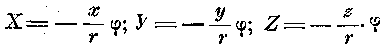 X = − x/r φ; Y = − y/r φ; Z = − z/r · φ